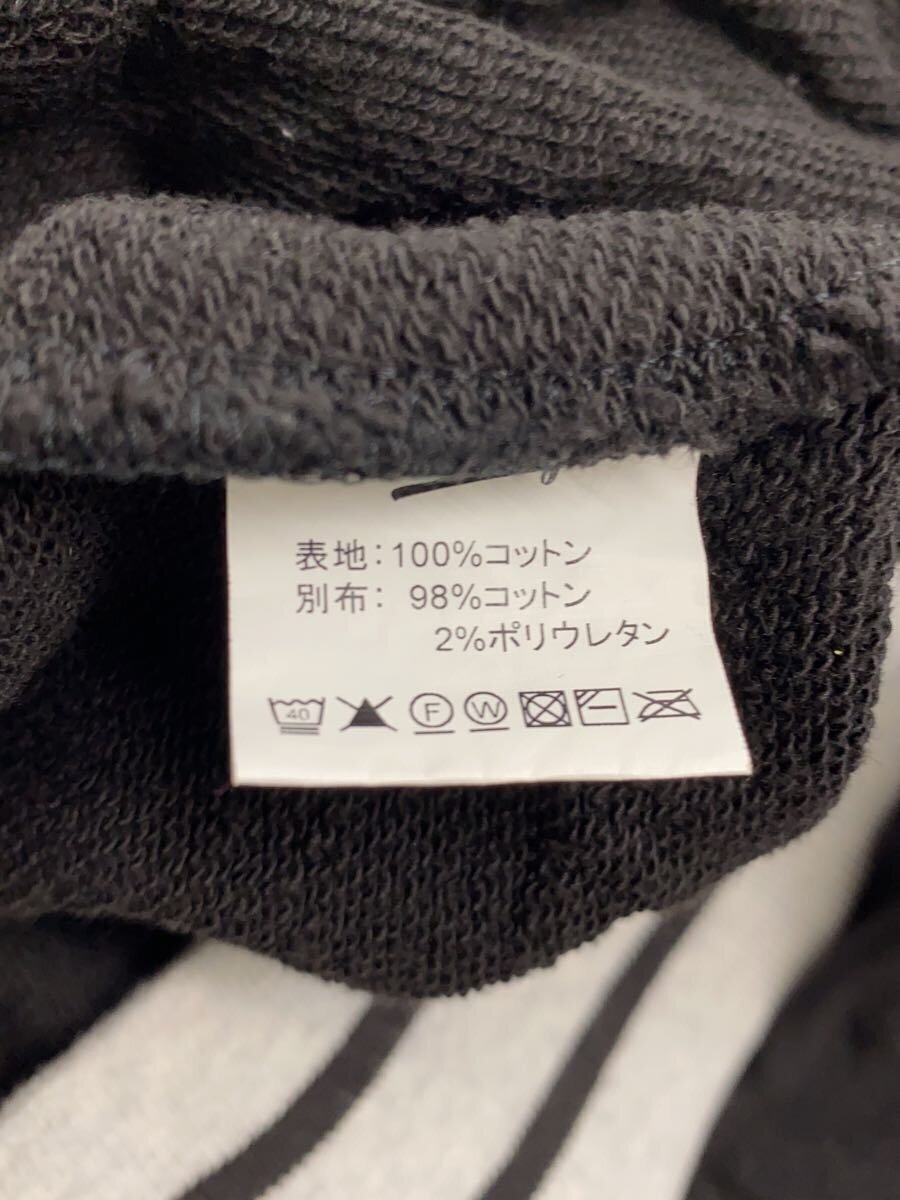 表地：100%コットン
別布： 98%コットン
2%ポリウレタン
40 F W